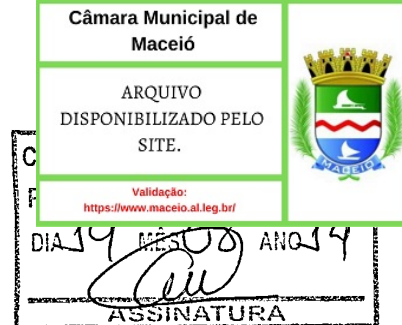 Câmara Municipal de
Maceió
ARQUIVO
DISPONIBILIZADO PELO
SITE.
Validação:
https://www.maceio.al.leg.br/
MACEIÓ
DIA 19 MÊS 08 ANO 14
ASSINATURA